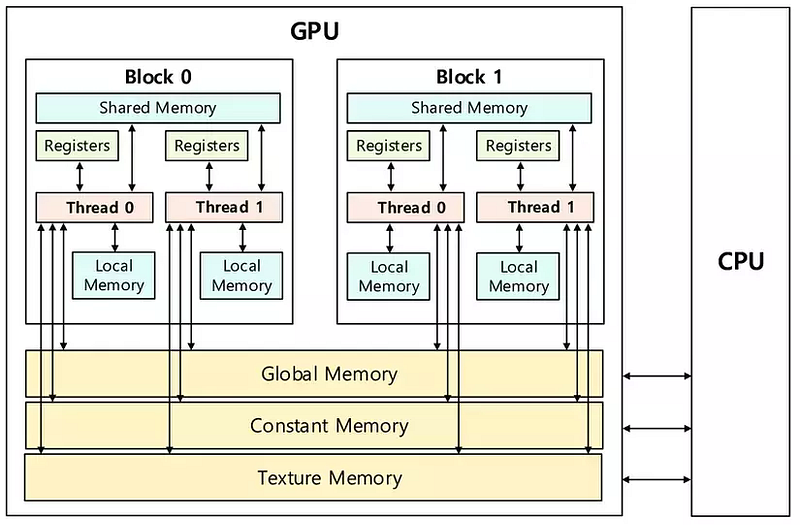 GPU
Block 0
Shared Memory
Registers
Registers
Thread 0
Thread 1
Local
Memory
Local
Memory
Block 1
Shared Memory
Registers
Registers
Thread 0
Thread 1
Local
Memory
Local
Memory
Global Memory
Constant Memory
Texture Memory
CPU